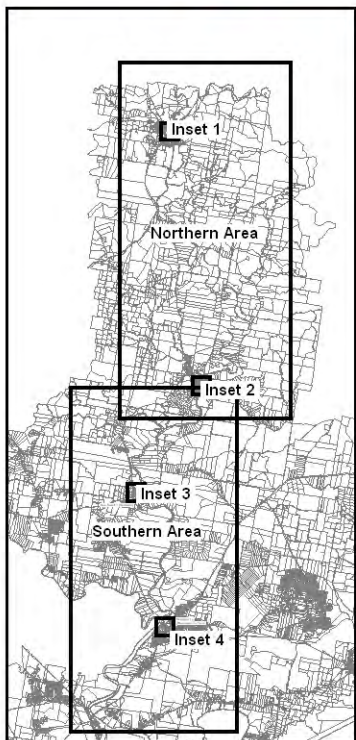 Inset 1
Northern Area
Inset 2
Inset 3
Southern Area
Inset 4